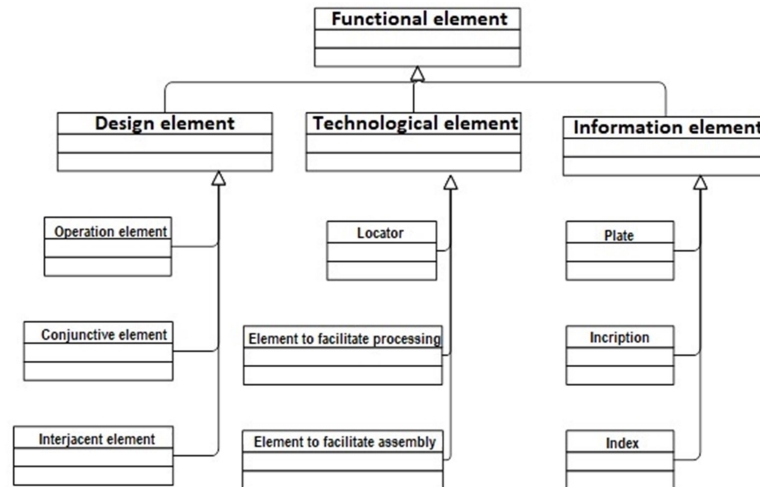 Functional element
Design element
Technological element
Information element
Operation element
Locator
Plate
Conjunctive element
Element to facilitate processing
Incription
Interjacent element
Element to facilitate assembly
Index